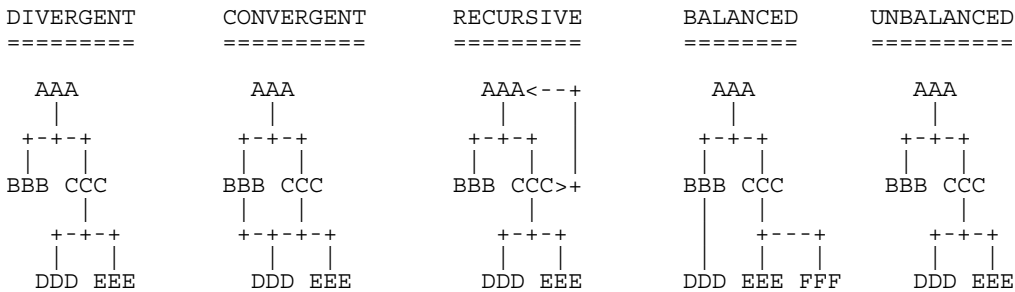 DIVERGENT CONVERGENT RECURSIVE BALANCED UNBALANCED
========= ========== ========= ======== ==========
AAA AAA AAA<--+ AAA AAA
| | | | | |
+-+-+ +-+-+ +-+-+ | +-+-+ +-+-+
| | | | | | | | | | |
BBB CCC BBB CCC BBB CCC>+ BBB CCC BBB CCC
| | | | | | |
+-+-+ +-+-+-+ +-+-+ | +---+ +-+-+
| | | | | | | | | | |
DDD EEE DDD EEE DDD EEE DDD EEE FFF DDD EEE